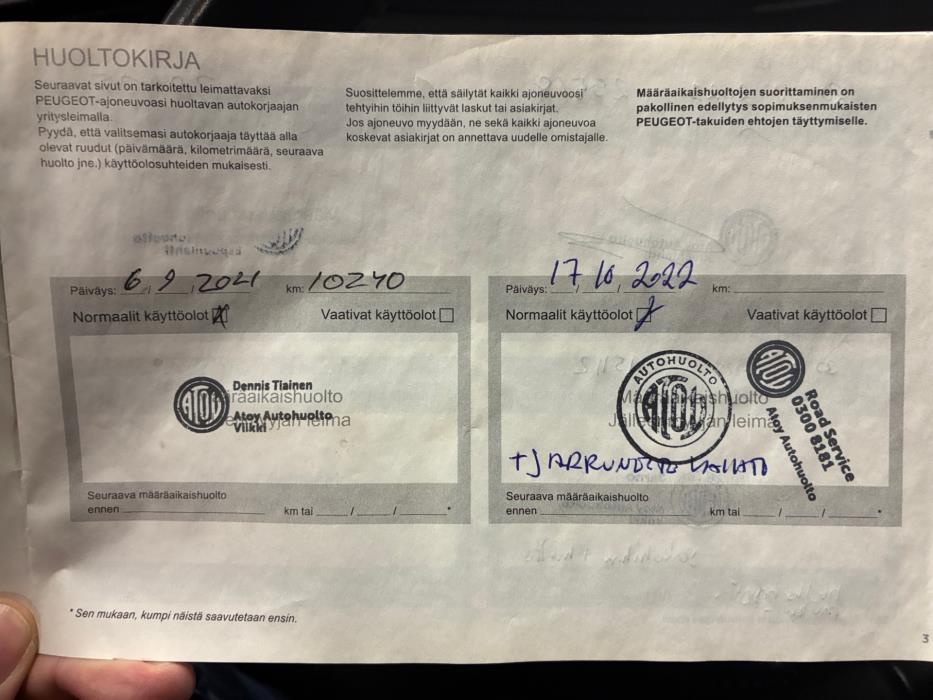 HUOLTOKIRJA
Seuraavat sivut on tarkoitettu leimattavaksi
PEUGEOT-ajoneuvoasi huoltavan autokorjaajan
yritysleimalla.
Pyydä, että valitsemasi autokorjaaja täyttää alla
olevat ruudut (päivämäärä, kilometrimäärä, seuraava
huolto jne.) käyttöolosuhteiden mukaisesti.
Suosittelemme, että säilytät kaikki ajoneuvoosi
tehtyihin töihin liittyvät laskut tai asiakirjat.
Jos ajoneuvo myydään, ne sekä kaikki ajoneuvoa
koskevat asiakirjat on annettava uudelle omistajalle.
Määräaikaishuoltojen suorittaminen on
pakollinen edellytys sopimuksenmukaisten
PEUGEOT-takuiden ehtojen täyttymiselle.
Päiväys: 6, 9, 2021 km: 10240
Normaalit käyttöolot Vaativat käyttöolot
ATOY
Dennis Tiainen
Atoy Autohuolto
Viikki
Seuraava määräaikaishuolto
ennen km tai / / *
Päiväys: 17, 10, 2022 km:
Normaalit käyttöolot Vaativat käyttöolot
AUTOHUOLTO
ATOY
ATOY
Road Service
0300 8181
Atoy Autohuolto
Seuraava määräaikaishuolto
ennen km tai / / *
* Sen mukaan, kumpi näistä saavutetaan ensin.
3